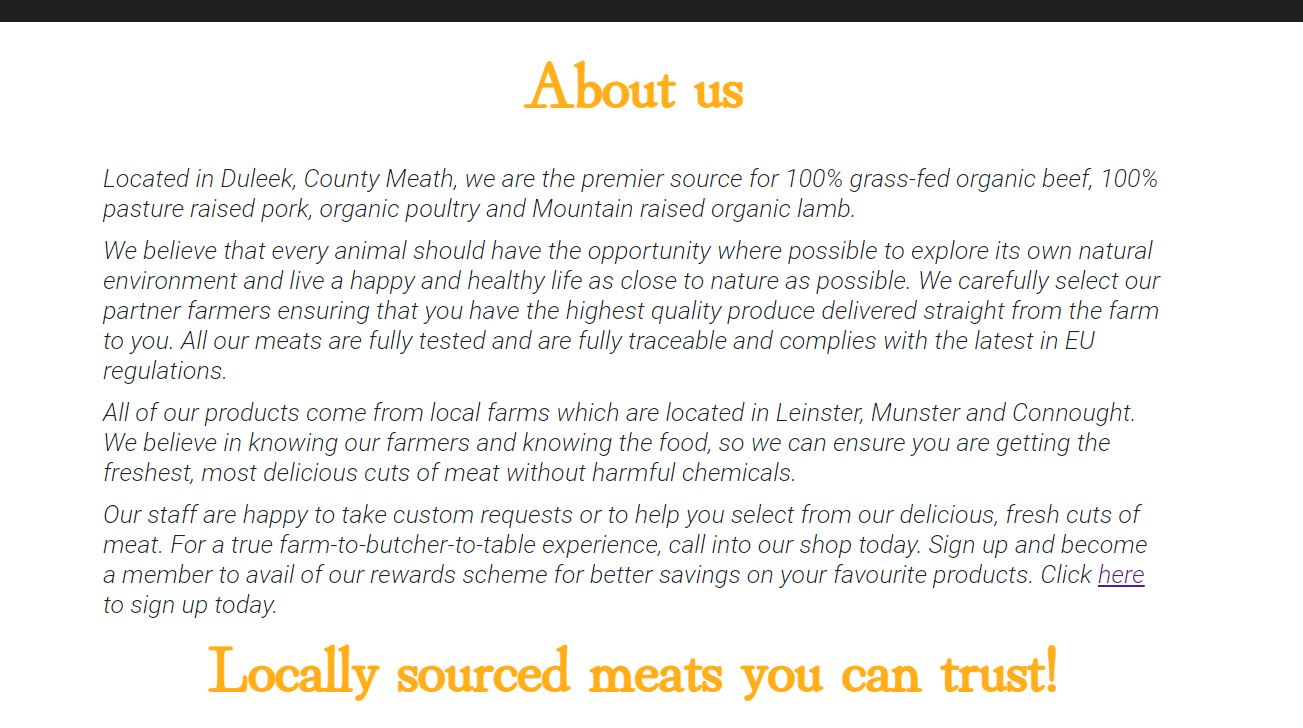 About us
Located in Duleek, County Meath, we are the premier source for 100% grass-fed organic beef, 100%
pasture raised pork, organic poultry and Mountain raised organic lamb.
We believe that every animal should have the opportunity where possible to explore its own natural
environment and live a happy and healthy life as close to nature as possible. We carefully select our
partner farmers ensuring that you have the highest quality produce delivered straight from the farm
to you. All our meats are fully tested and are fully traceable and complies with the latest in EU
regulations.
All of our products come from local farms which are located in Leinster, Munster and Connought.
We believe in knowing our farmers and knowing the food, so we can ensure you are getting the
freshest, most delicious cuts of meat without harmful chemicals.
Our staff are happy to take custom requests or to help you select from our delicious, fresh cuts of
meat. For a true farm-to-butcher-to-table experience, call into our shop today. Sign up and become
a member to avail of our rewards scheme for better savings on your favourite products. Click here
to sign up today.
Locally sourced meats you can trust!